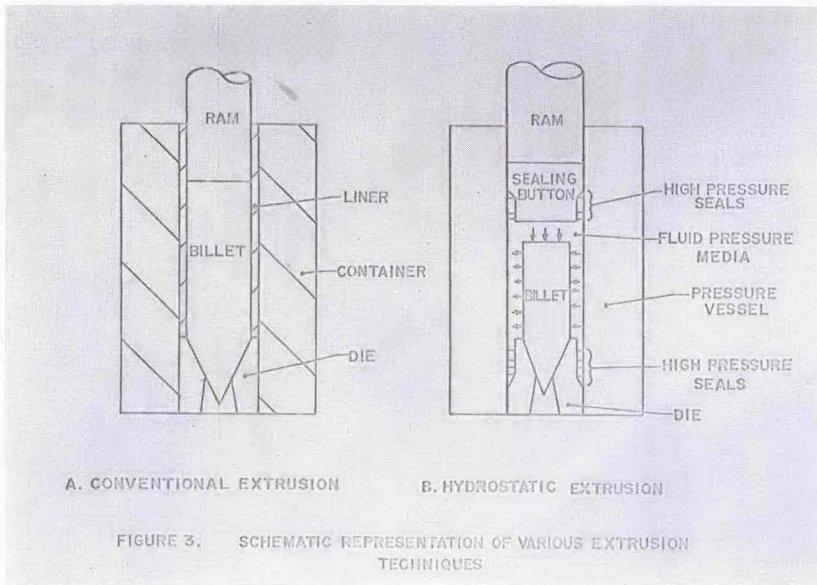 RAM
LINER
BILLET
CONTAINER
DIE
RAM
SEALING
BUTTON
HIGH PRESSURE
SEALS
FLUID PRESSURE
MEDIA
BILLET
PRESSURE
VESSEL
HIGH PRESSURE
SEALS
DIE
A. CONVENTIONAL EXTRUSION
B. HYDROSTATIC EXTRUSION
FIGURE 3. SCHEMATIC REPRESENTATION OF VARIOUS EXTRUSION
TECHNIQUES